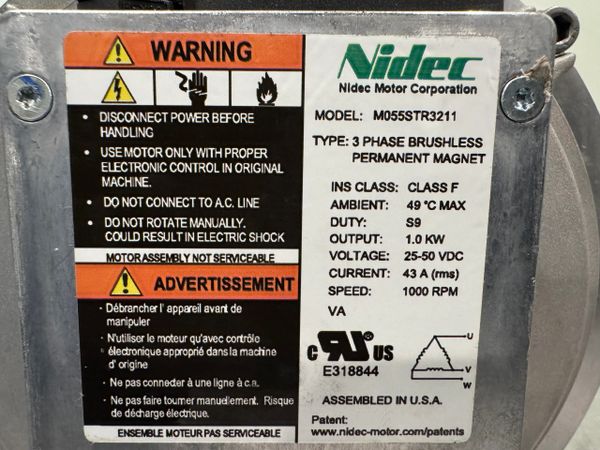 WARNING
• DISCONNECT POWER BEFORE
HANDLING
• USE MOTOR ONLY WITH PROPER
ELECTRONIC CONTROL IN ORIGINAL
MACHINE.
• DO NOT CONNECT TO A.C. LINE
• DO NOT ROTATE MANUALLY.
COULD RESULT IN ELECTRIC SHOCK
MOTOR ASSEMBLY NOT SERVICEABLE
ADVERTISSEMENT
· Débrancher l' appareil avant de
manipuler
· N'utiliser le moteur qu'avec contrôle
électronique approprié dans la machine
d' origine
· Ne pas connecter à une ligne à c.a.
· Ne pas faire tourner manuellement. Risque
de décharge électrique.
ENSEMBLE MOTEUR PAS SERVICEABLE
Nidec
Nidec Motor Corporation
MODEL: M055STR3211
TYPE: 3 PHASE BRUSHLESS
PERMANENT MAGNET
INS CLASS: CLASS F
AMBIENT: 49 °C MAX
DUTY: S9
OUTPUT: 1.0 KW
VOLTAGE: 25-50 VDC
CURRENT: 43 A (rms)
SPEED: 1000 RPM
VA
c RU US
E318844
U
V
W
ASSEMBLED IN U.S.A.
Patent:
www.nidec-motor.com/patents